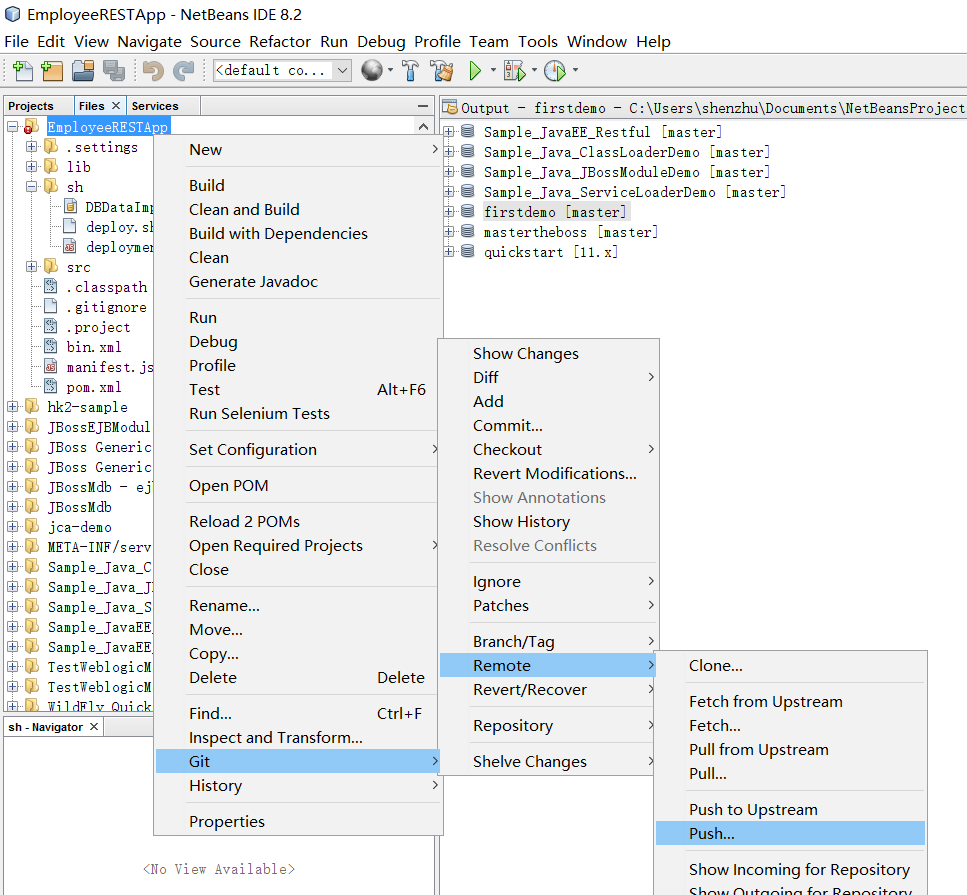 EmployeeRESTApp - NetBeans IDE 8.2
File Edit View Navigate Source Refactor Run Debug Profile Team Tools Window Help
<default co...
Projects Files Services
EmployeeRESTApp
.settings
lib
sh
DBDataImp
deploy.sh
deploymen
src
.classpath
.gitignore
.project
bin.xml
manifest.js
pom.xml
hk2-sample
JBossEJBModul
JBoss Generic
JBoss Generic
JBossMdb - ej
JBossMdb
jca-demo
META-INF/serv
Sample_Java_C
Sample_Java_J
Sample_Java_S
Sample_JavaEE_
Sample_JavaEE_
TestWeblogicM
TestWeblogicM
WildFly Quick
sh - Navigator
<No View Available>
New
Build
Clean and Build
Build with Dependencies
Clean
Generate Javadoc
Run
Debug
Profile
Test Alt+F6
Run Selenium Tests
Set Configuration
Open POM
Reload 2 POMs
Open Required Projects
Close
Rename...
Move...
Copy...
Delete Delete
Find... Ctrl+F
Inspect and Transform...
Git
History
Properties
Output - firstdemo - C:\Users\shenzhu\Documents\NetBeansProject
Sample_JavaEE_Restful [master]
Sample_Java_ClassLoaderDemo [master]
Sample_Java_JBossModuleDemo [master]
Sample_Java_ServiceLoaderDemo [master]
firstdemo [master]
mastertheboss [master]
quickstart [11.x]
Show Changes
Diff
Add
Commit...
Checkout
Revert Modifications...
Show Annotations
Show History
Resolve Conflicts
Ignore
Patches
Branch/Tag
Remote
Revert/Recover
Repository
Shelve Changes
Clone...
Fetch from Upstream
Fetch...
Pull from Upstream
Pull...
Push to Upstream
Push...
Show Incoming for Repository
Show Outgoing for Repository